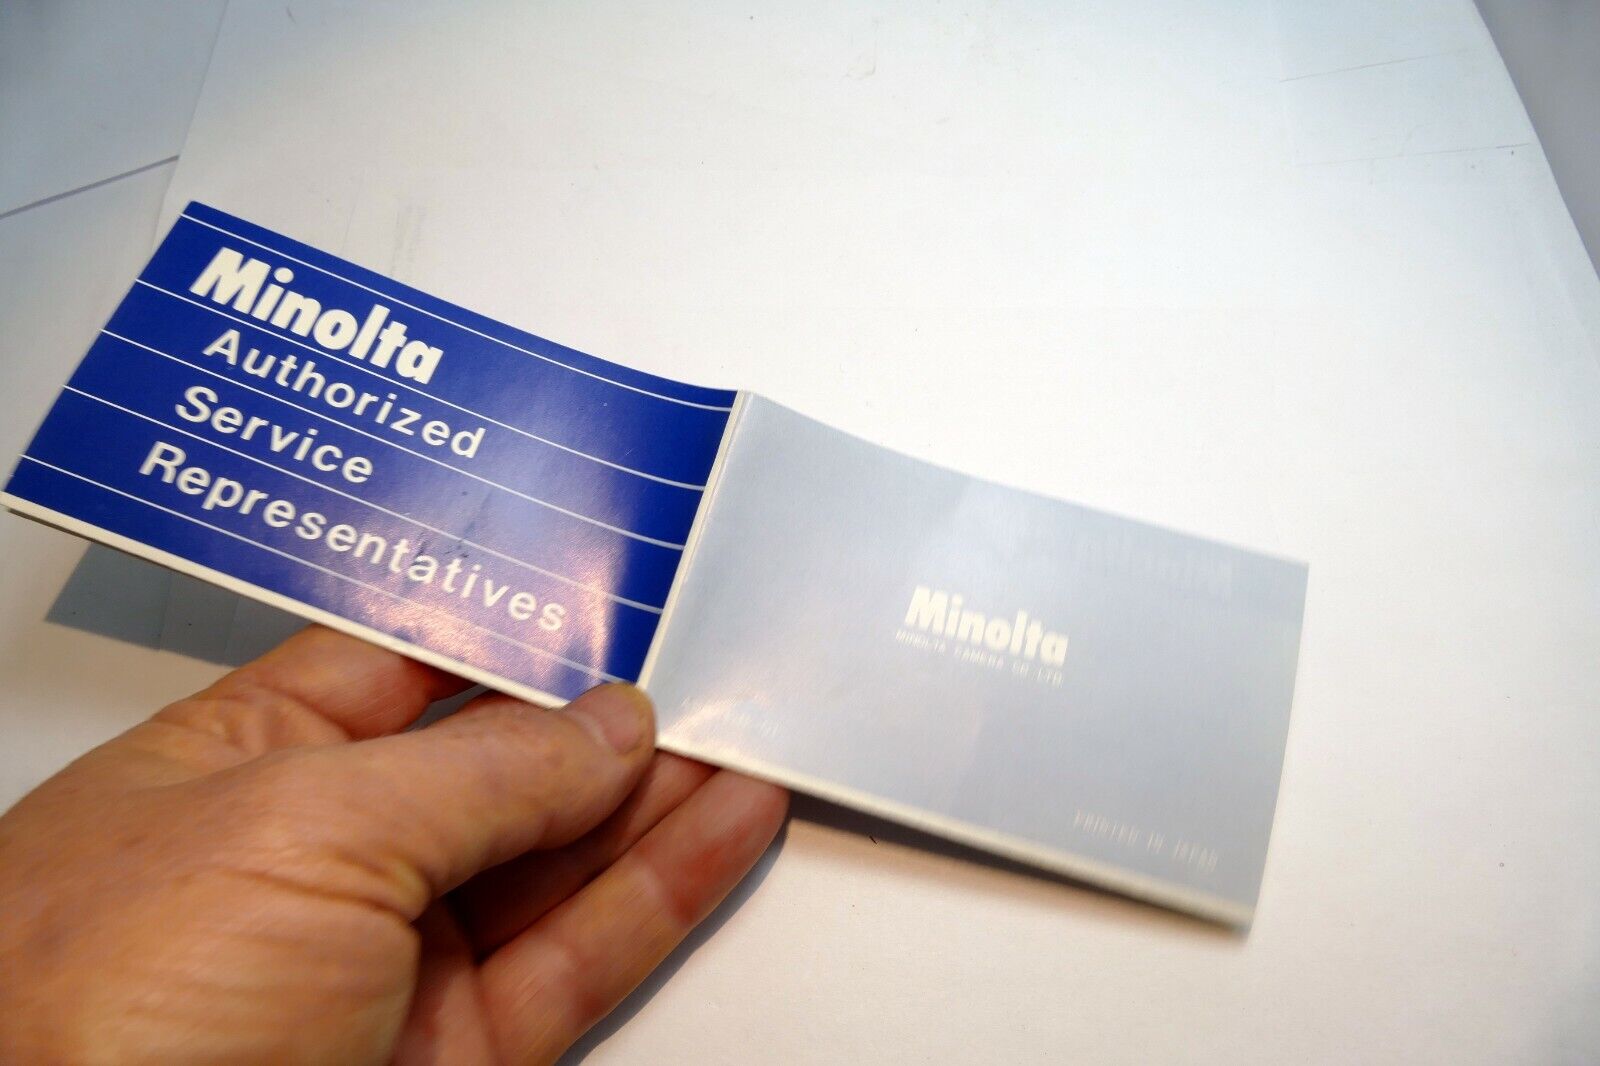 Minolta
Authorized
Service
Representatives
Minolta
MINOLTA CAMERA CO. LTD.
PRINTED IN JAPAN